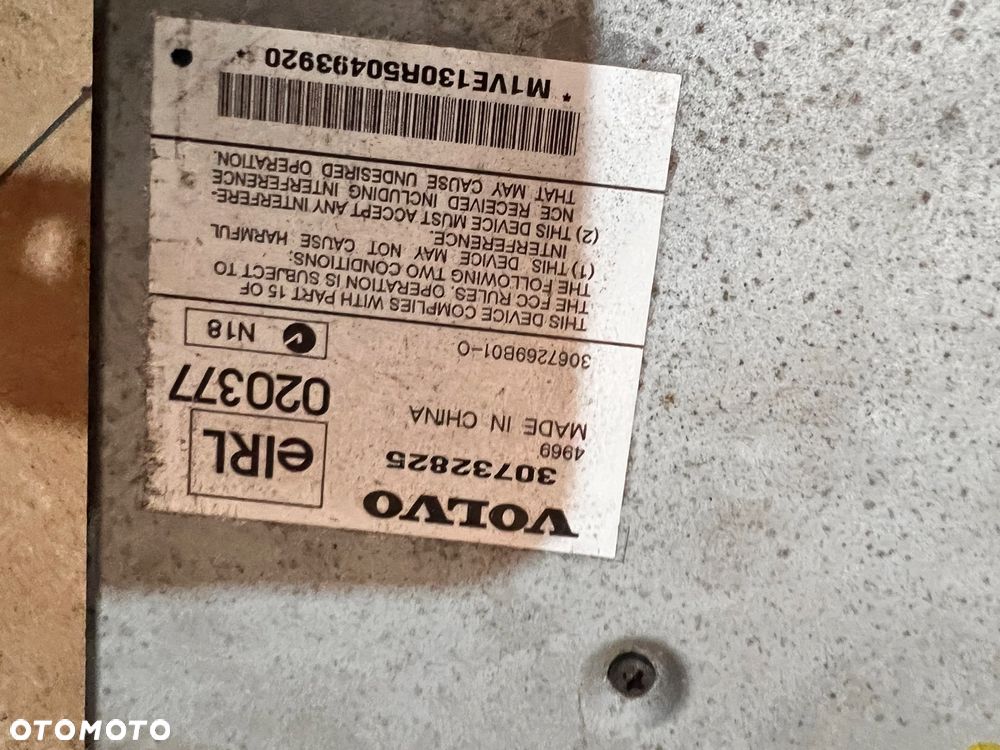 VOLVO
30732825
4969
MADE IN CHINA
eIRL
020377
3067269B01-0
N18
THIS DEVICE COMPLIES WITH PART 15 OF
THE FCC RULES. OPERATION IS SUBJECT TO
THE FOLLOWING TWO CONDITIONS:
(1) THIS DEVICE MAY NOT CAUSE HARMFUL
INTERFERENCE.
(2) THIS DEVICE MUST ACCEPT ANY INTERFERE-
NCE RECEIVED INCLUDING INTERFERENCE
THAT MAY CAUSE UNDESIRED OPERATION.
* M1VE130R50493920 *
OTOMOTO